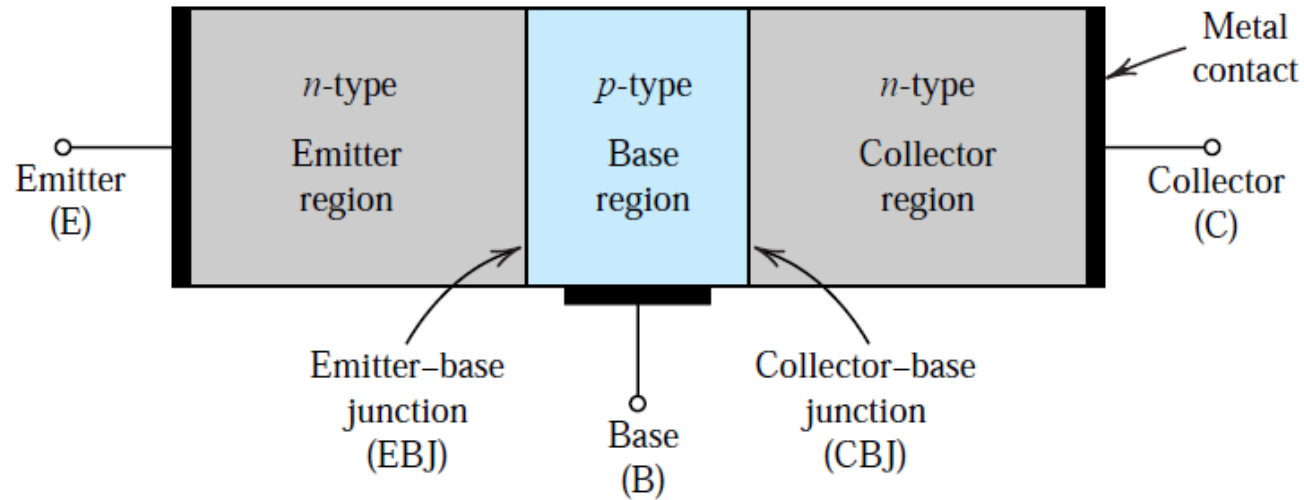 n-type
Emitter
region
p-type
Base
region
n-type
Collector
region
Metal
contact
Emitter
(E)
Collector
(C)
Emitter–base
junction
(EBJ)
Base
(B)
Collector–base
junction
(CBJ)